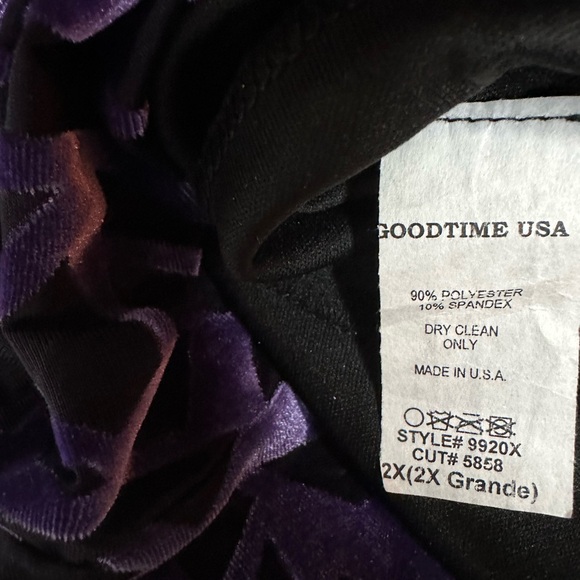 GOODTIME USA
90% POLYESTER
10% SPANDEX
DRY CLEAN
ONLY
MADE IN U.S.A.
STYLE# 9920X
CUT# 5858
2X(2X Grande)